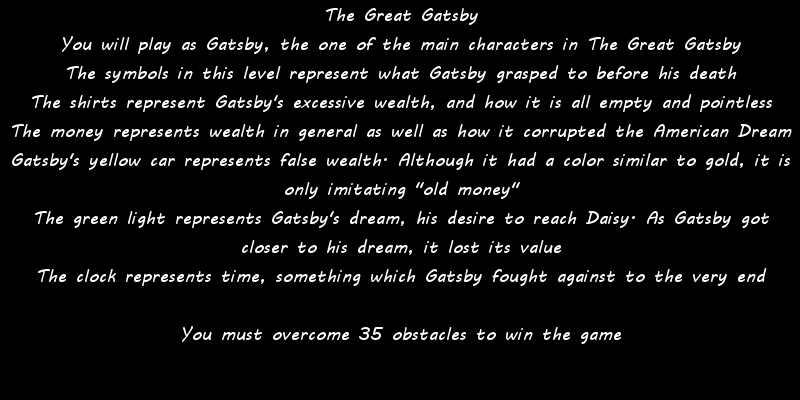 The Great Gatsby
You will play as Gatsby, the one of the main characters in The Great Gatsby
The symbols in this level represent what Gatsby grasped to before his death
The shirts represent Gatsby's excessive wealth, and how it is all empty and pointless
The money represents wealth in general as well as how it corrupted the American Dream
Gatsby's yellow car represents false wealth. Although it had a color similar to gold, it is
only imitating "old money"
The green light represents Gatsby's dream, his desire to reach Daisy. As Gatsby got
closer to his dream, it lost its value
The clock represents time, something which Gatsby fought against to the very end
You must overcome 35 obstacles to win the game